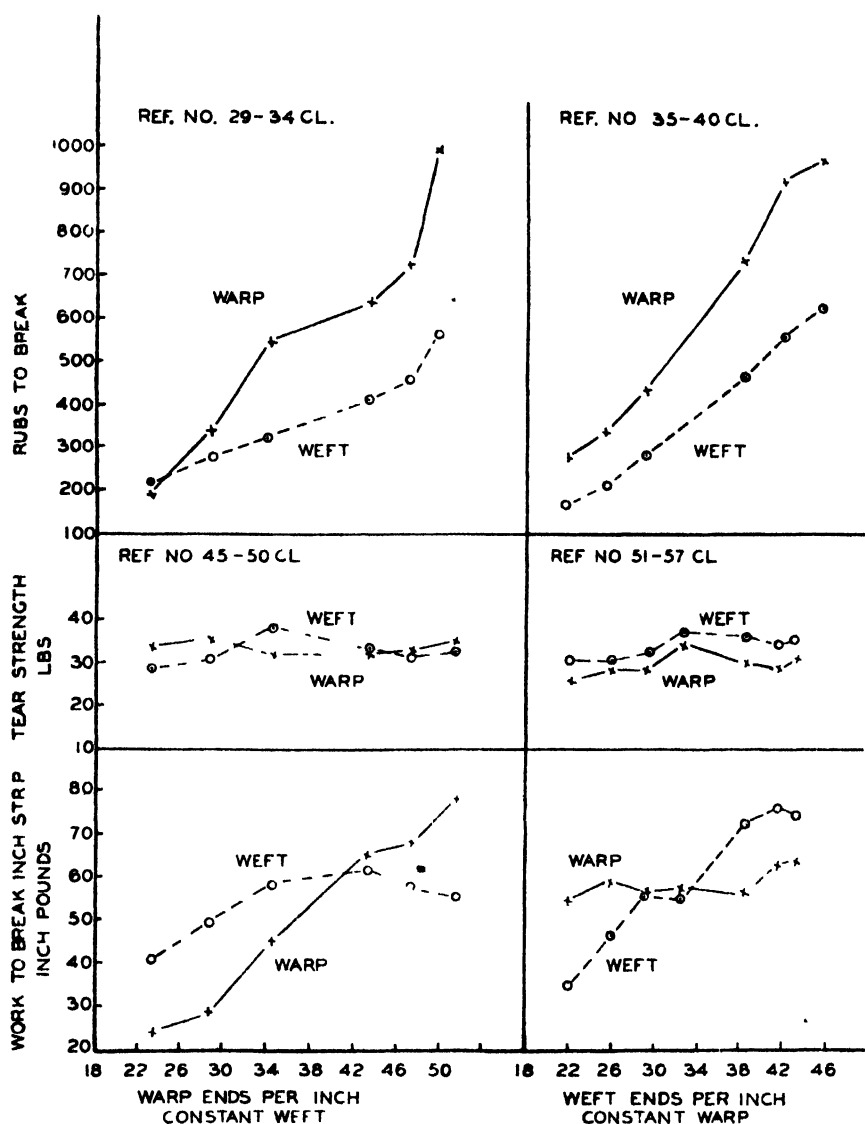 REF. NO. 29-34 CL.
REF. NO 35-40 CL.
1000
900
800
700
600
500
400
300
200
100
RUBS TO BREAK
WARP
WEFT
WARP
WEFT
REF NO 45-50 CL
REF NO 51-57 CL
40
30
20
10
TEAR STRENGTH
LBS
WEFT
WARP
WEFT
WARP
80
70
60
50
40
30
20
WORK TO BREAK INCH STRP
INCH POUNDS
WEFT
WARP
WARP
WEFT
18 22 26 30 34 38 42 46 50 18 22 26 30 34 38 42 46
WARP ENDS PER INCH
CONSTANT WEFT
WEFT ENDS PER INCH
CONSTANT WARP